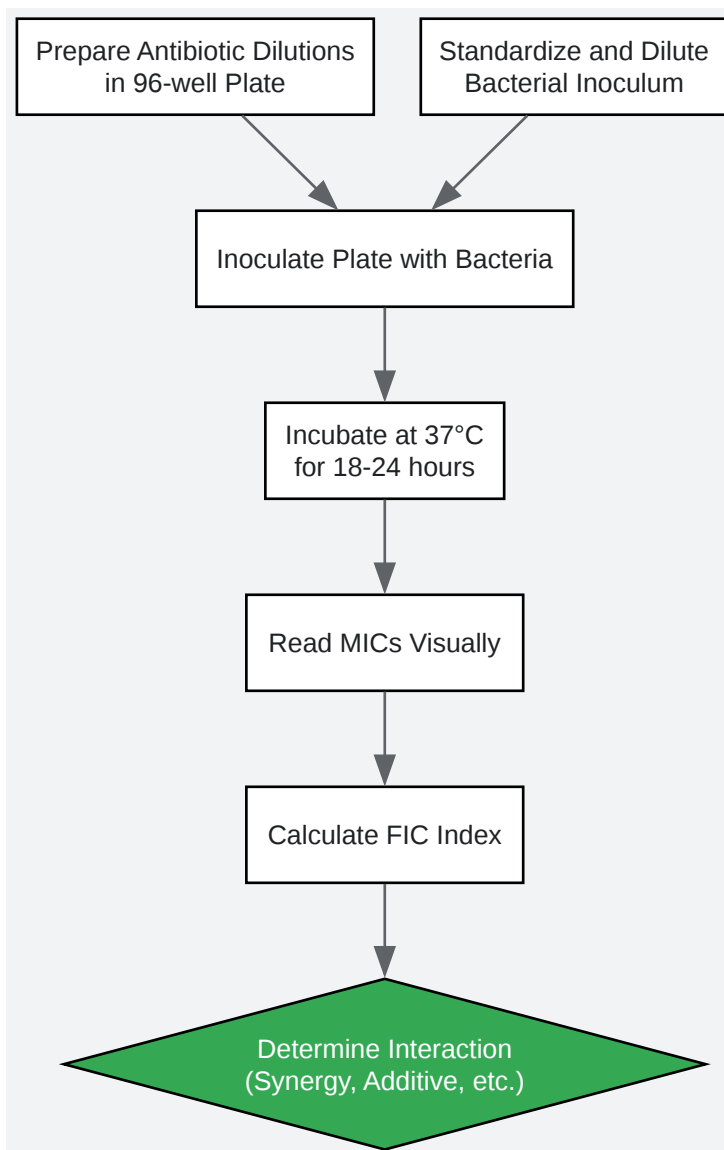 Prepare Antibiotic Dilutions
in 96-well Plate
Standardize and Dilute
Bacterial Inoculum
Inoculate Plate with Bacteria
Incubate at 37°C
for 18-24 hours
Read MICs Visually
Calculate FIC Index
Determine Interaction
(Synergy, Additive, etc.)